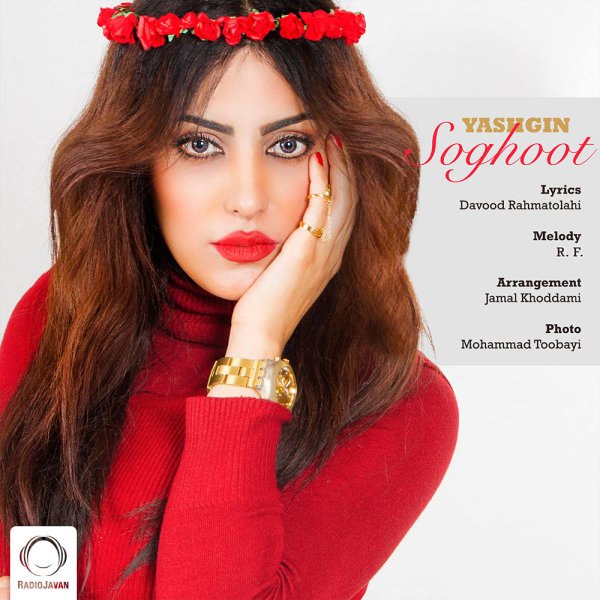 YASHGIN
Soghoot
Lyrics
Davood Rahmatolahi
Melody
R. F.
Arrangement
Jamal Khoddami
Photo
Mohammad Toobayi
RADIOJAVAN